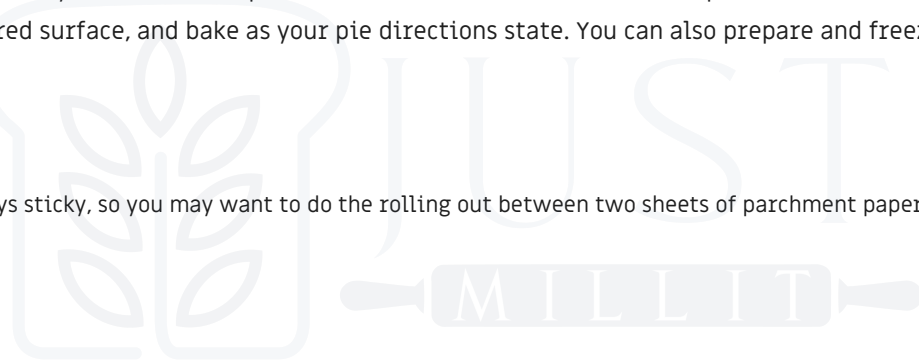 red surface, and bake as your pie directions state. You can also prepare and freez
JUST
ys sticky, so you may want to do the rolling out between two sheets of parchment paper
MILLIT